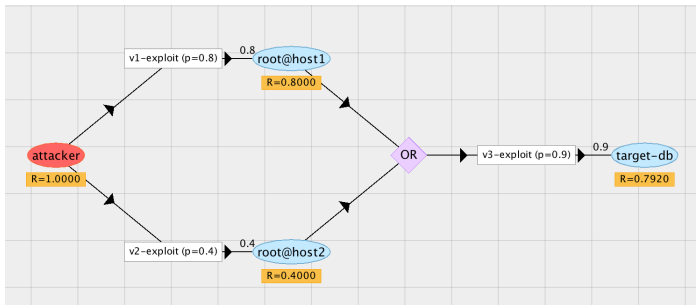 v1-exploit (p=0.8)
0.8
root@host1
R=0.8000
attacker
R=1.0000
OR
v3-exploit (p=0.9)
0.9
target-db
R=0.7920
v2-exploit (p=0.4)
0.4
root@host2
R=0.4000